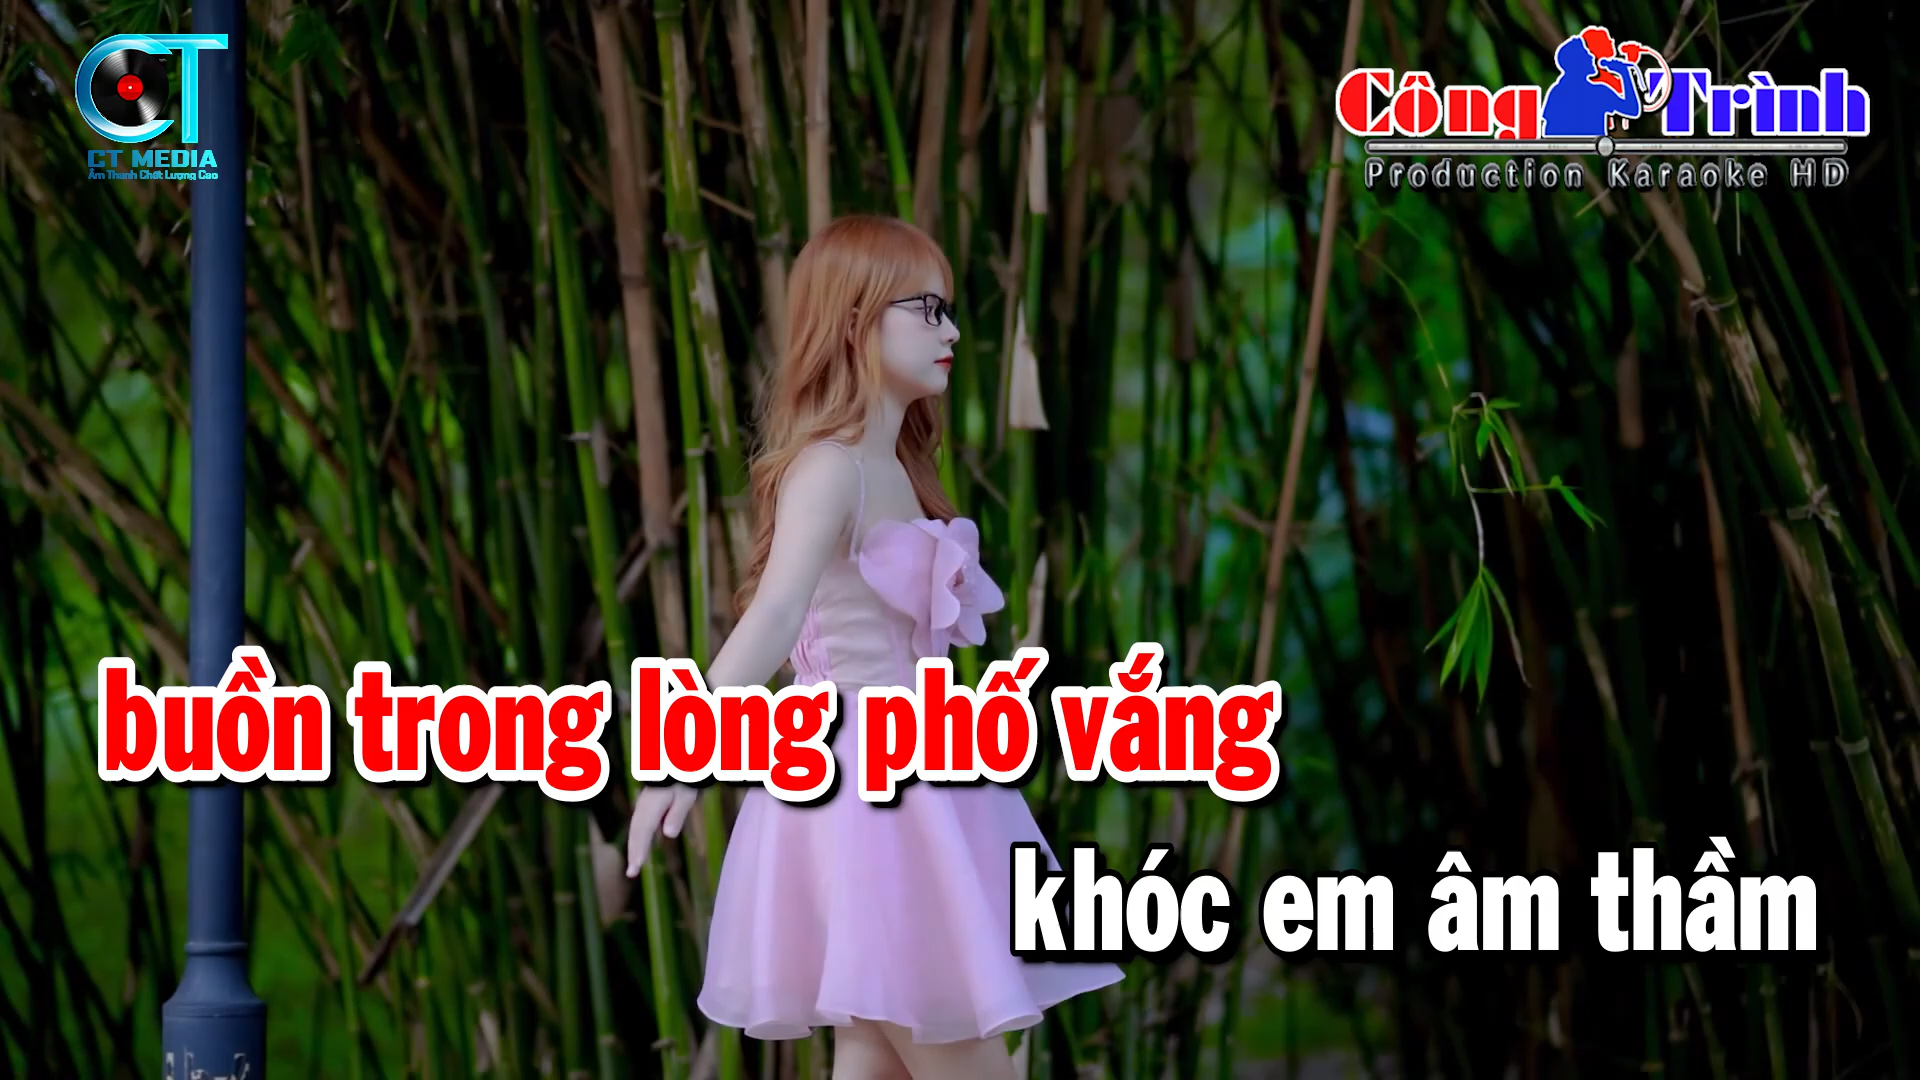 CT
CT MEDIA
Âm Thanh Chất Lượng Cao
Công Trình
Production Karaoke HD
buồn trong lòng phố vắng
khóc em âm thầm